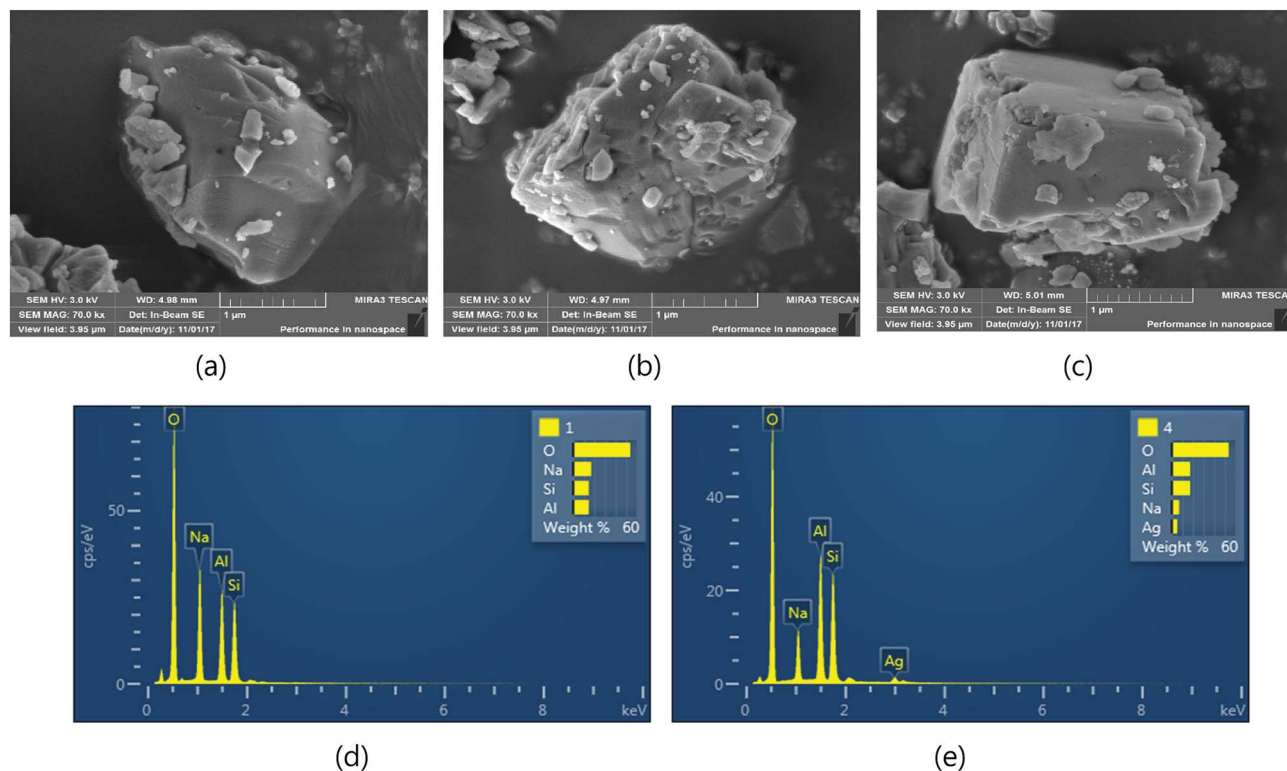 SEM HV: 3.0 kV WD: 4.98 mm MIRA3 TESCAN
SEM MAG: 70.0 kx Det: In-Beam SE 1 µm
View field: 3.95 µm Date(m/d/y): 11/01/17 Performance in nanospace
SEM HV: 3.0 kV WD: 4.97 mm MIRA3 TESCAN
SEM MAG: 70.0 kx Det: In-Beam SE 1 µm
View field: 3.95 µm Date(m/d/y): 11/01/17 Performance in nanospace
SEM HV: 3.0 kV WD: 5.01 mm MIRA3 TESCAN
SEM MAG: 70.0 kx Det: In-Beam SE 1 µm
View field: 3.95 µm Date(m/d/y): 11/01/17 Performance in nanospace
(a)
(b)
(c)
O
Na
Al
Si
1
O
Na
Si
Al
Weight % 60
cps/eV
50
0
0 2 4 6 8 keV
(d)
O
Na
Al
Si
Ag
4
O
Al
Si
Na
Ag
Weight % 60
cps/eV
40
20
0
0 2 4 6 8 keV
(e)